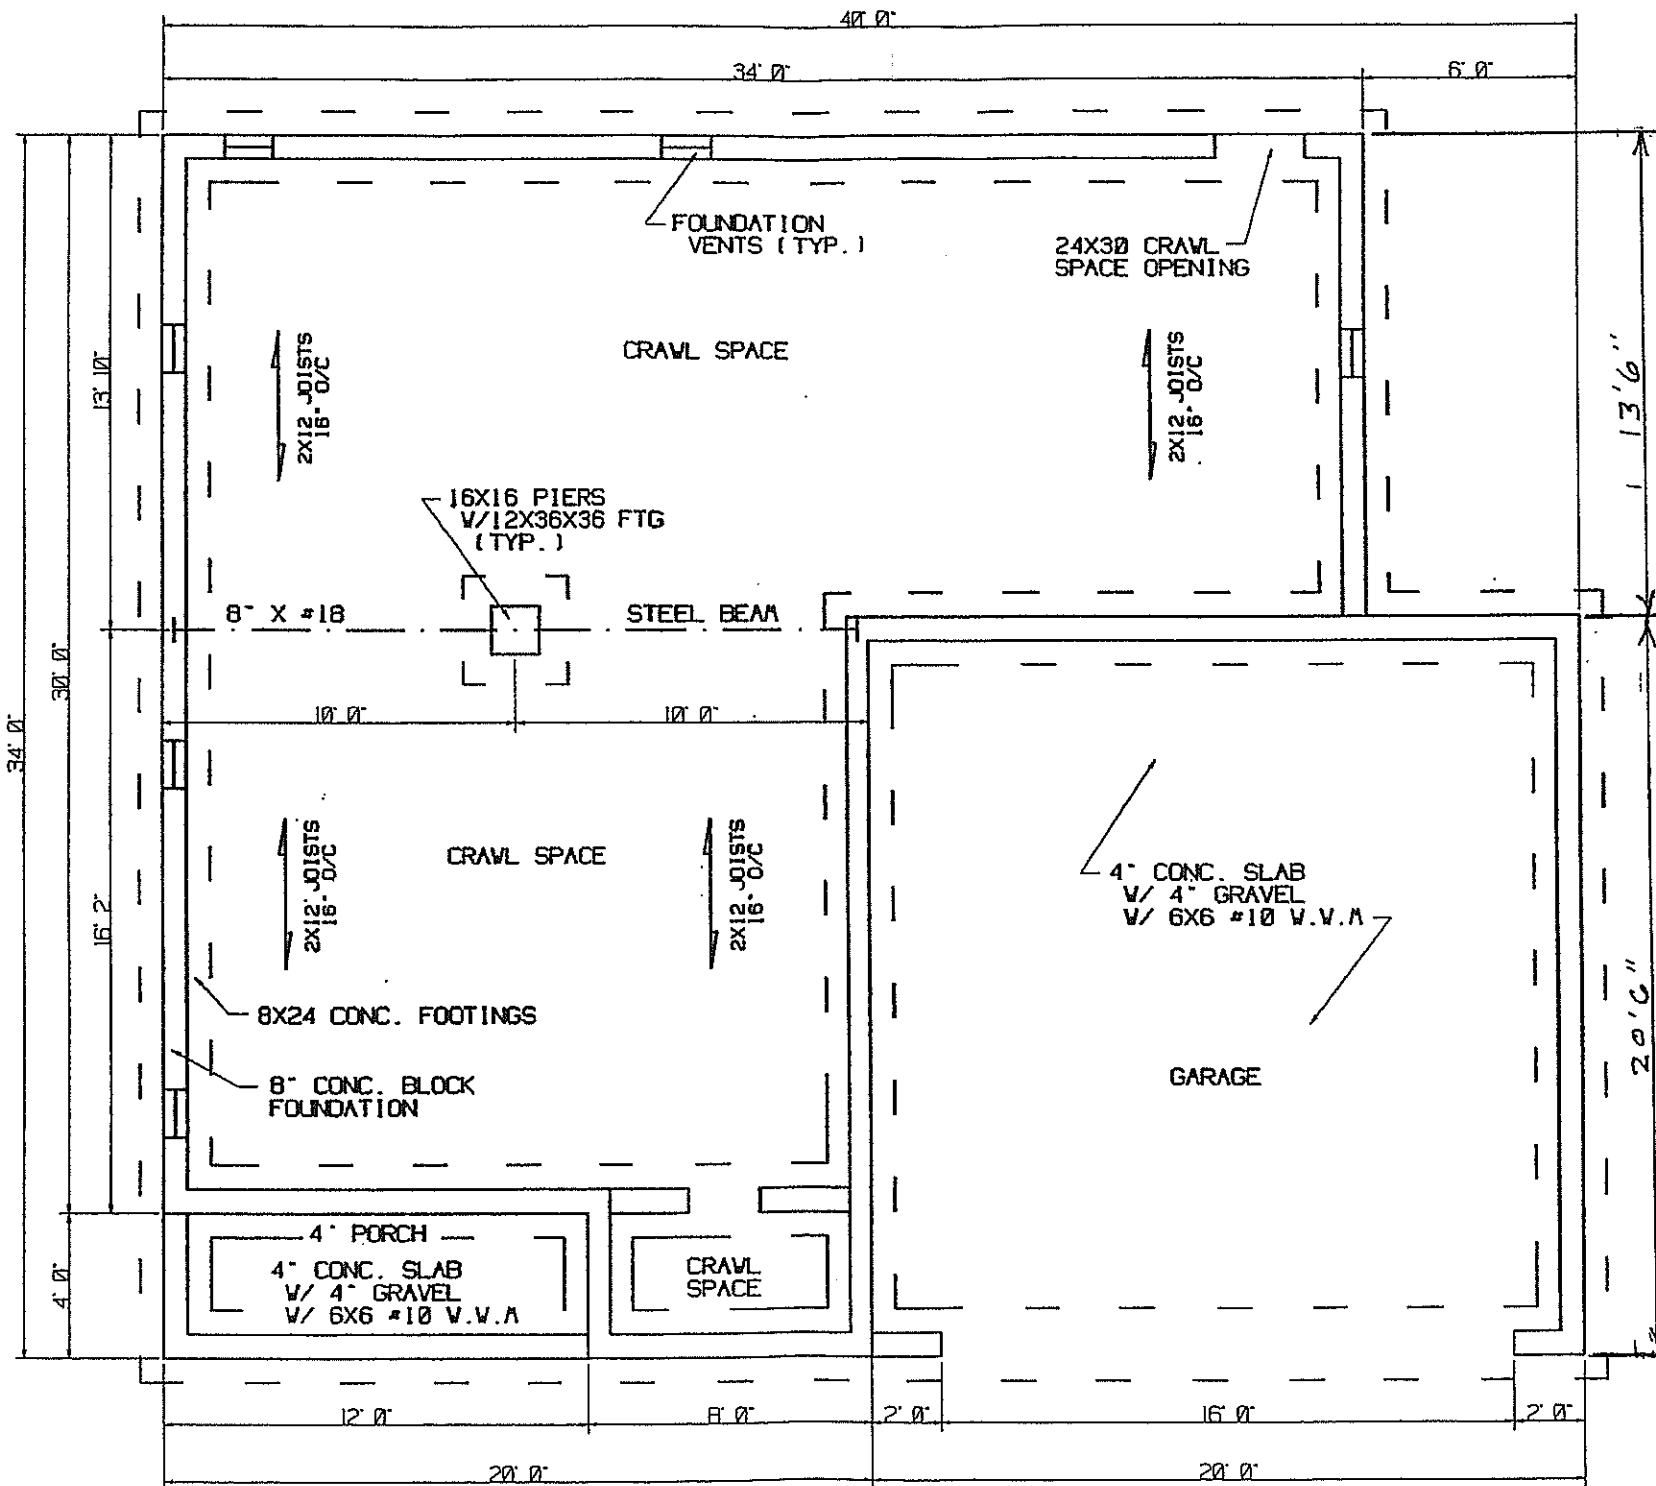 40' 0"
34' 0"
6' 0"
FOUNDATION
VENTS (TYP.)
24X30 CRAWL
SPACE OPENING
CRAWL SPACE
2X12 JOISTS
16" O/C
2X12 JOISTS
16" O/C
13' 10"
13'6"
16X16 PIERS
W/12X36X36 FTG
(TYP.)
8" X #18
STEEL BEAM
30' 0"
34' 0"
10' 0"
10' 0"
CRAWL SPACE
2X12 JOISTS
16" O/C
2X12 JOISTS
16" O/C
16' 2"
4" CONC. SLAB
W/ 4" GRAVEL
W/ 6X6 #10 W.W.M
8X24 CONC. FOOTINGS
20'6"
8" CONC. BLOCK
FOUNDATION
GARAGE
4" PORCH
4" CONC. SLAB
W/ 4" GRAVEL
W/ 6X6 #10 W.W.M
CRAWL
SPACE
4' 0"
12' 0"
8' 0"
2' 0"
16' 0"
2' 0"
20' 0"
20' 0"